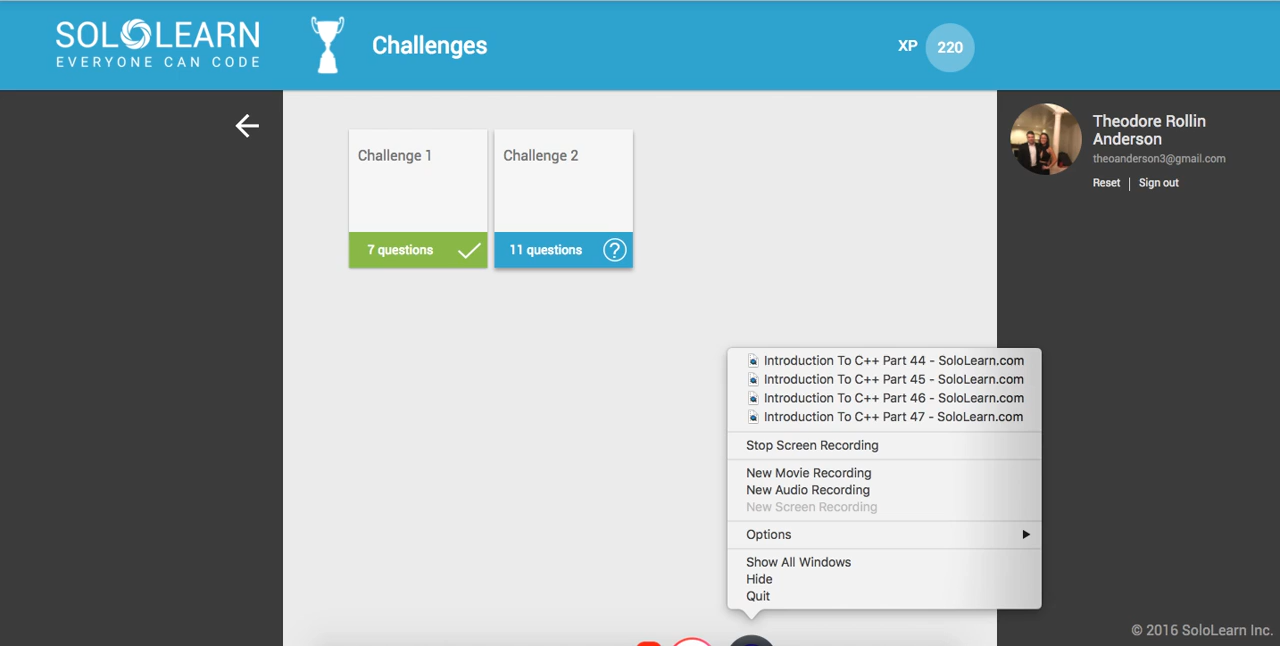 SOLOLEARN
EVERYONE CAN CODE
Challenges
XP
220
Theodore Rollin
Anderson
theoanderson3@gmail.com
Reset | Sign out
Challenge 1
7 questions
Challenge 2
11 questions ?
Introduction To C++ Part 44 - SoloLearn.com
Introduction To C++ Part 45 - SoloLearn.com
Introduction To C++ Part 46 - SoloLearn.com
Introduction To C++ Part 47 - SoloLearn.com
Stop Screen Recording
New Movie Recording
New Audio Recording
New Screen Recording
Options
Show All Windows
Hide
Quit
© 2016 SoloLearn Inc.